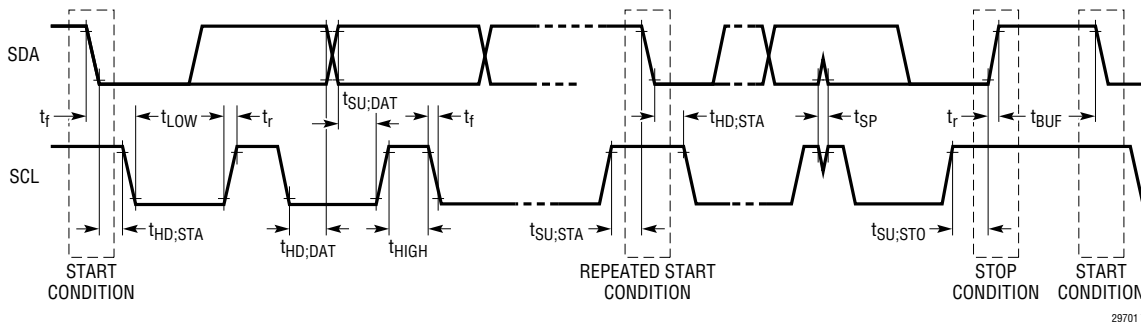 SDA
t_f
t_LOW
t_r
t_SU;DAT
t_f
t_HD;STA
t_SP
t_r
t_BUF
SCL
t_HD;STA
t_HD;DAT
t_HIGH
t_SU;STA
t_SU;STO
START
CONDITION
REPEATED START
CONDITION
STOP
CONDITION
START
CONDITION
29701